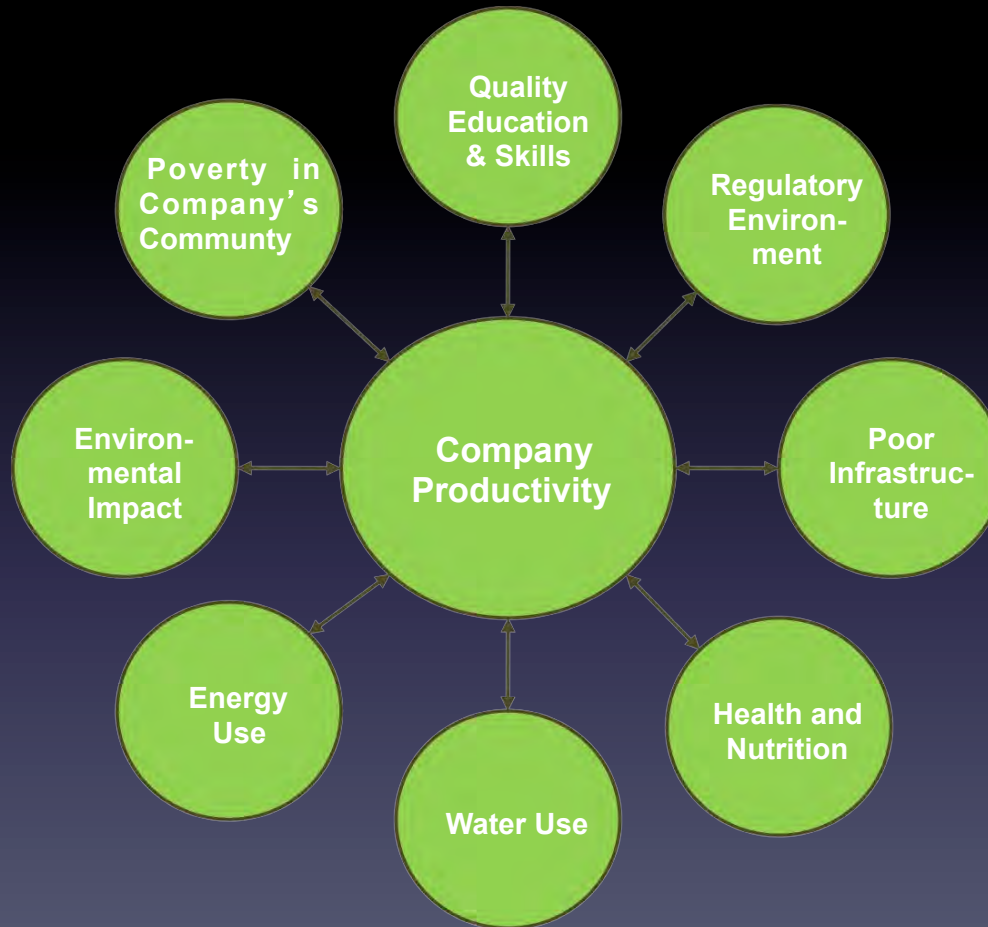 Quality
Education
& Skills
Poverty in
Company's
Communty
Regulatory
Environ-
ment
Environ-
mental
Impact
Company
Productivity
Poor
Infrastruc-
ture
Energy
Use
Health and
Nutrition
Water Use